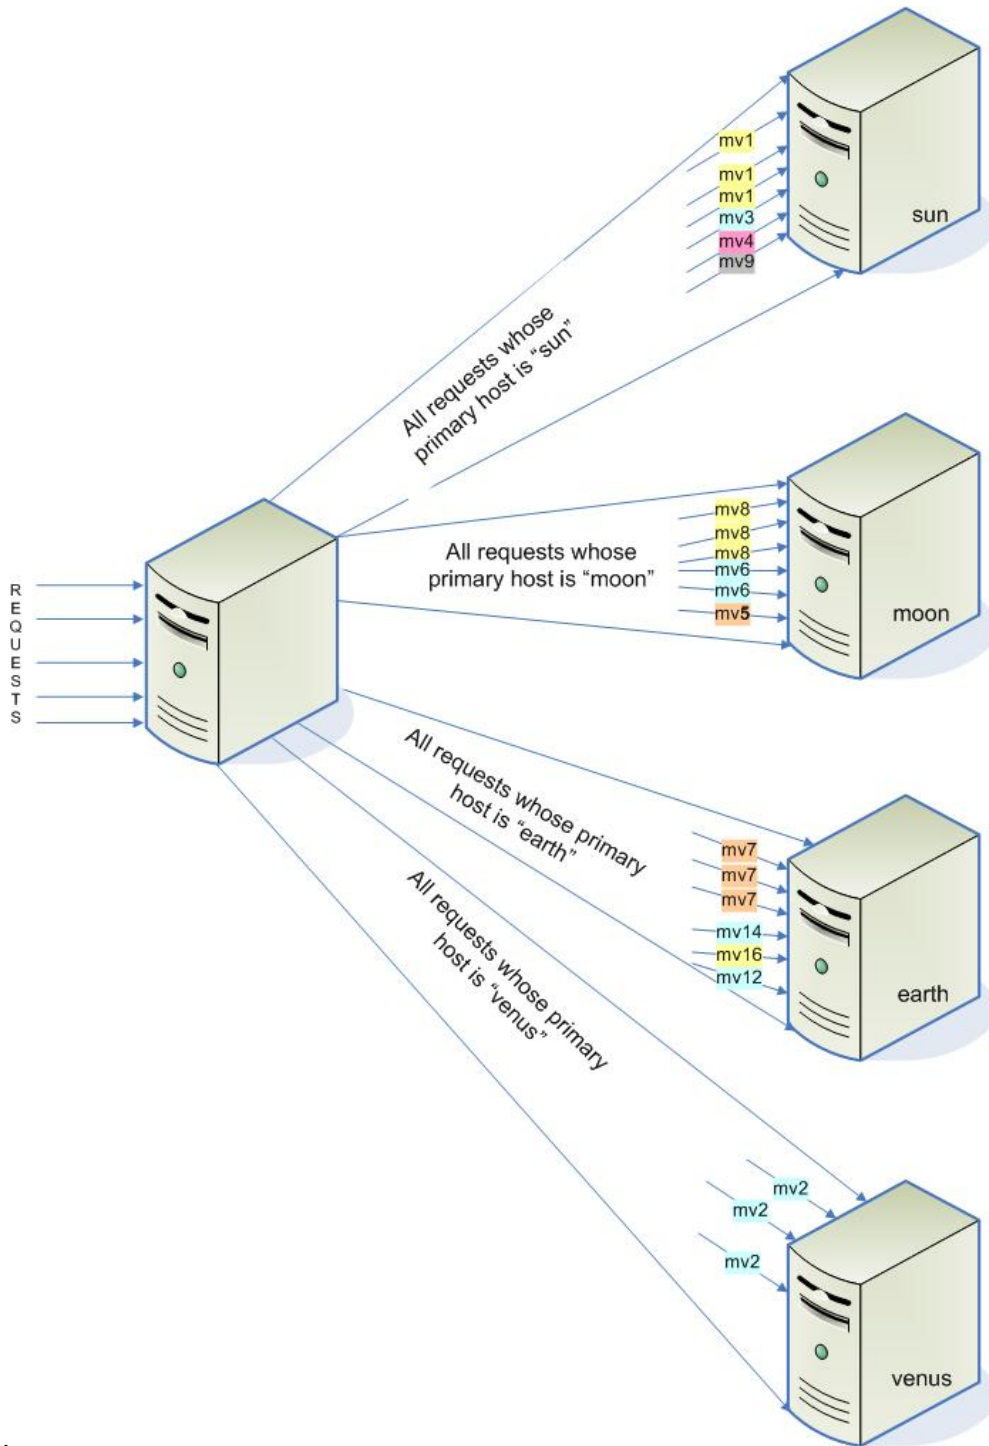 mv1
mv1
mv1
mv3
mv4
mv9
sun
All requests whose
primary host is “sun”
mv8
mv8
mv8
mv6
mv6
mv5
moon
All requests whose
primary host is “moon”
REQUESTS
All requests whose primary
host is “earth”
mv7
mv7
mv7
mv14
mv16
mv12
earth
All requests whose primary
host is “venus”
mv2
mv2
mv2
venus